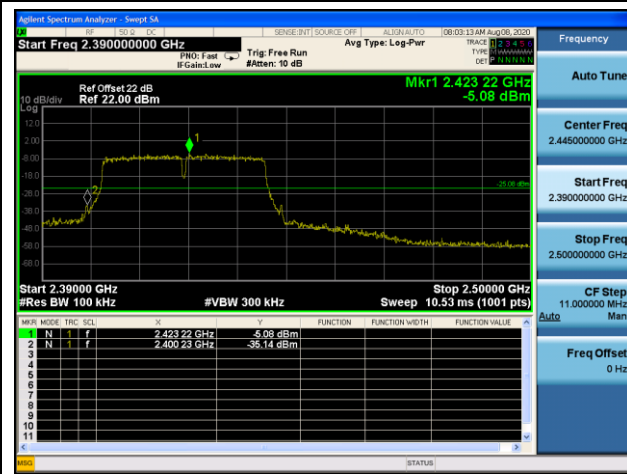 Agilent Spectrum Analyzer - Swept SA
RF 50 Ω DC SENSE:INT SOURCE OFF ALIGN AUTO 08:03:13 AM Aug 08, 2020
Start Freq 2.390000000 GHz
PNO: Fast
IFGain:Low
Trig: Free Run
#Atten: 10 dB
Avg Type: Log-Pwr
TRACE 1 2 3 4 5 6
TYPE M
DET P N N N N N
Ref Offset 22 dB
Ref 22.00 dBm
10 dB/div
Log
Mkr1 2.423 22 GHz
-5.08 dBm
12.0
2.00
-8.00
-18.0
-28.0
-38.0
-48.0
-58.0
-68.0
1
2
-25.08 dBm
Start 2.39000 GHz
Stop 2.50000 GHz
#Res BW 100 kHz
#VBW 300 kHz
Sweep 10.53 ms (1001 pts)
MKR MODE TRC SCL X Y FUNCTION FUNCTION WIDTH FUNCTION VALUE
1 N 1 f 2.423 22 GHz -5.08 dBm
2 N 1 f 2.400 23 GHz -35.14 dBm
3
4
5
6
7
8
9
10
11
MSG
STATUS
Frequency
Auto Tune
Center Freq
2.445000000 GHz
Start Freq
2.390000000 GHz
Stop Freq
2.500000000 GHz
CF Step
11.000000 MHz
Auto Man
Freq Offset
0 Hz